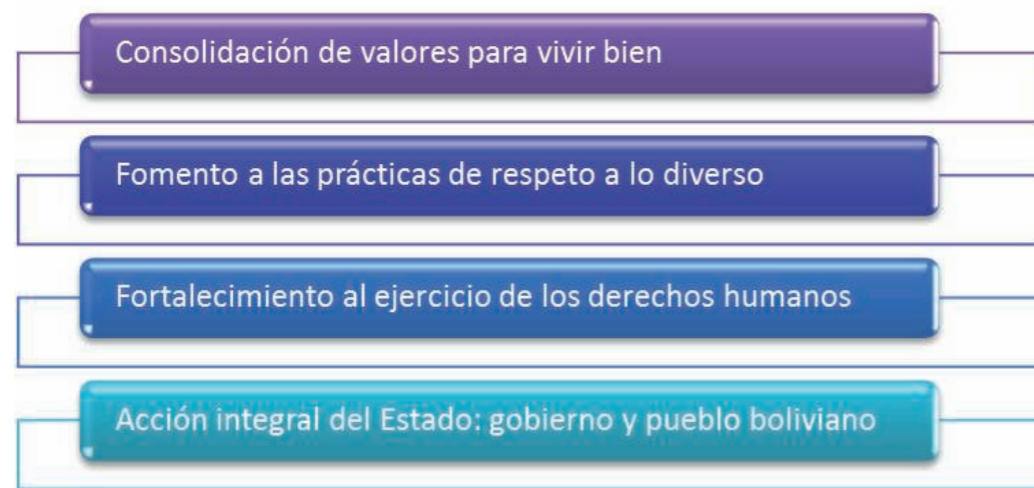 Consolidación de valores para vivir bien
Fomento a las prácticas de respeto a lo diverso
Fortalecimiento al ejercicio de los derechos humanos
Acción integral del Estado: gobierno y pueblo boliviano